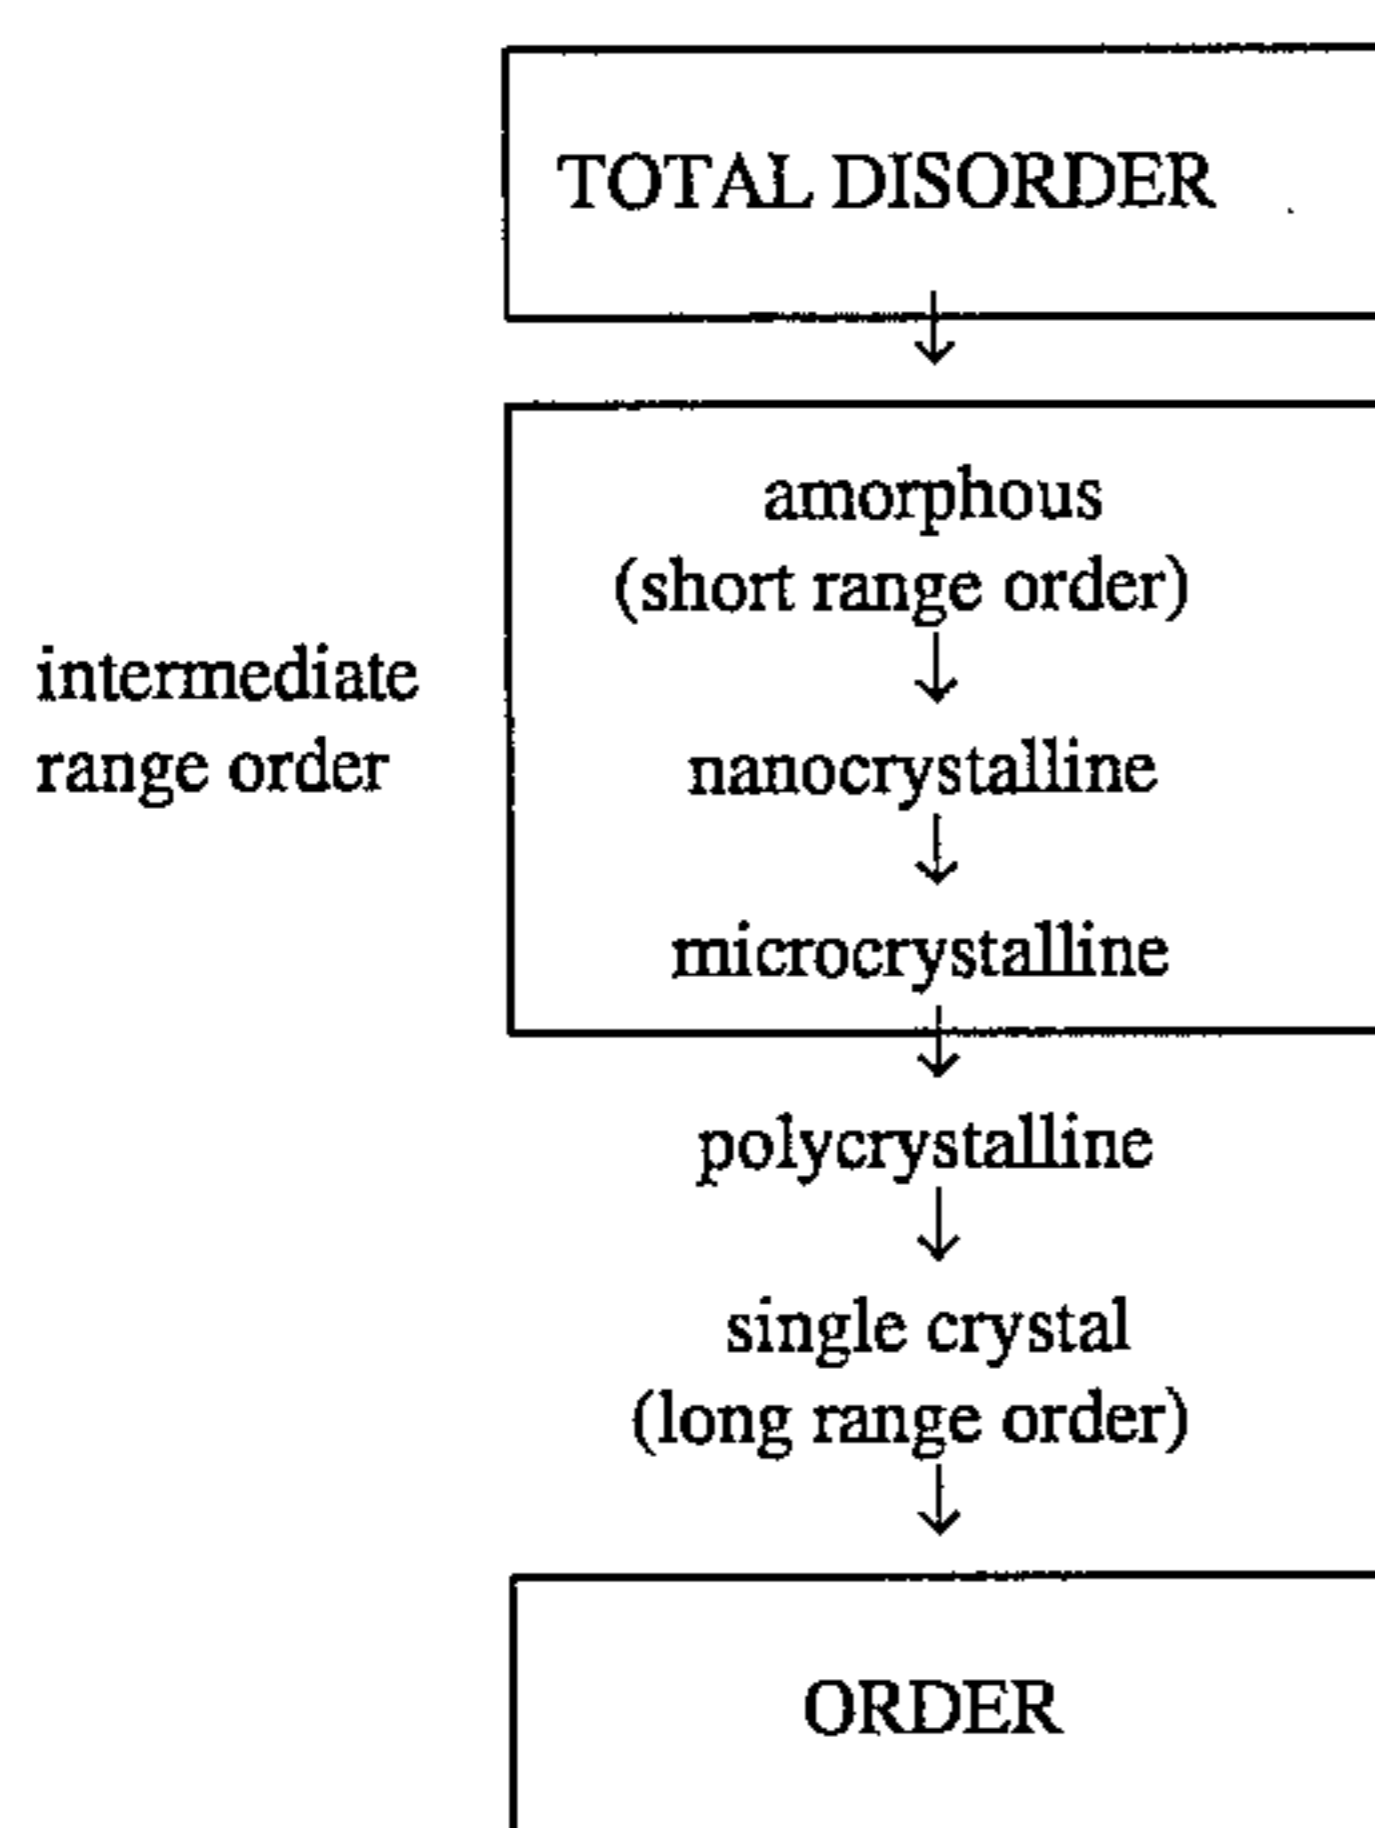 TOTAL DISORDER
amorphous
(short range order)
intermediate
range order
nanocrystalline
microcrystalline
polycrystalline
single crystal
(long range order)
ORDER